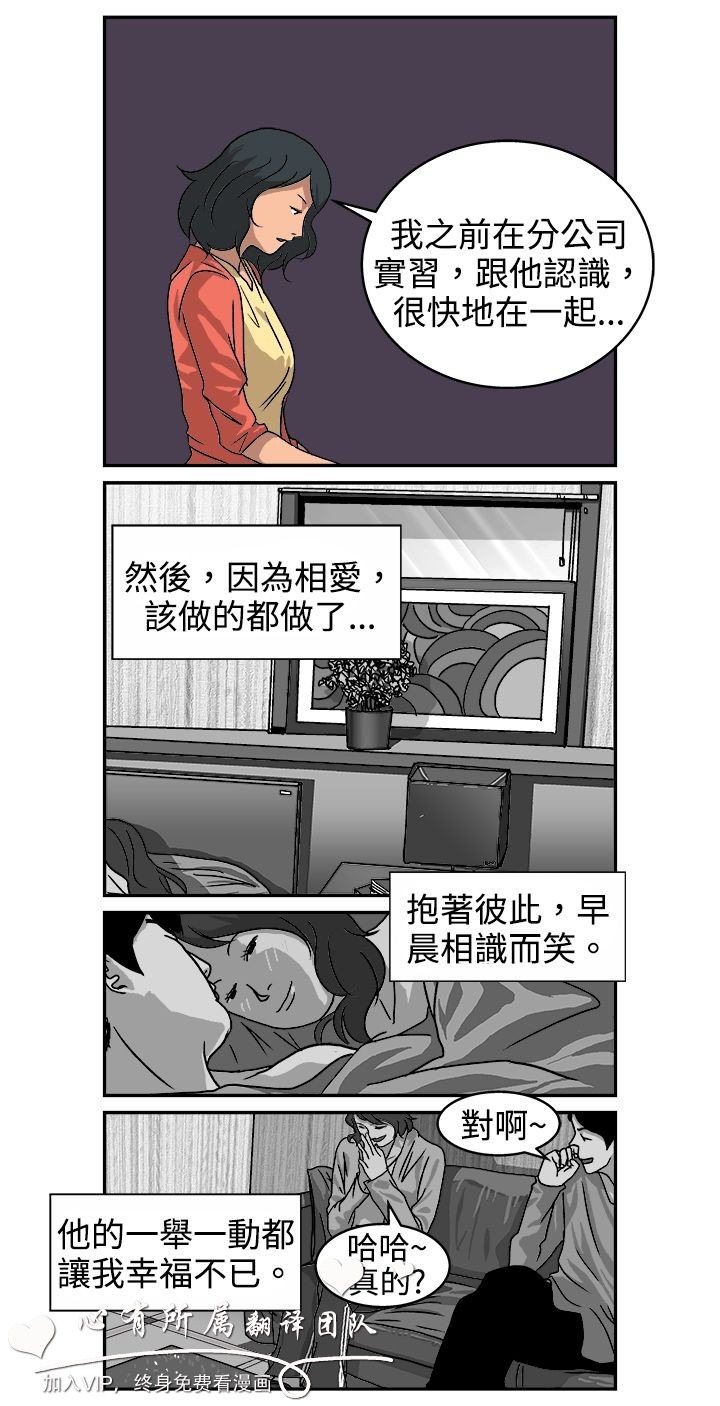 我之前在分公司
實習，跟他認識，
很快地在一起...
然後，因為相愛，
該做的都做了...
抱著彼此，早
晨相識而笑。
對啊~
他的一舉一動都
讓我幸福不已。
哈哈~
真的?
心有所属翻译团队
加入VIP，终身免费看漫画